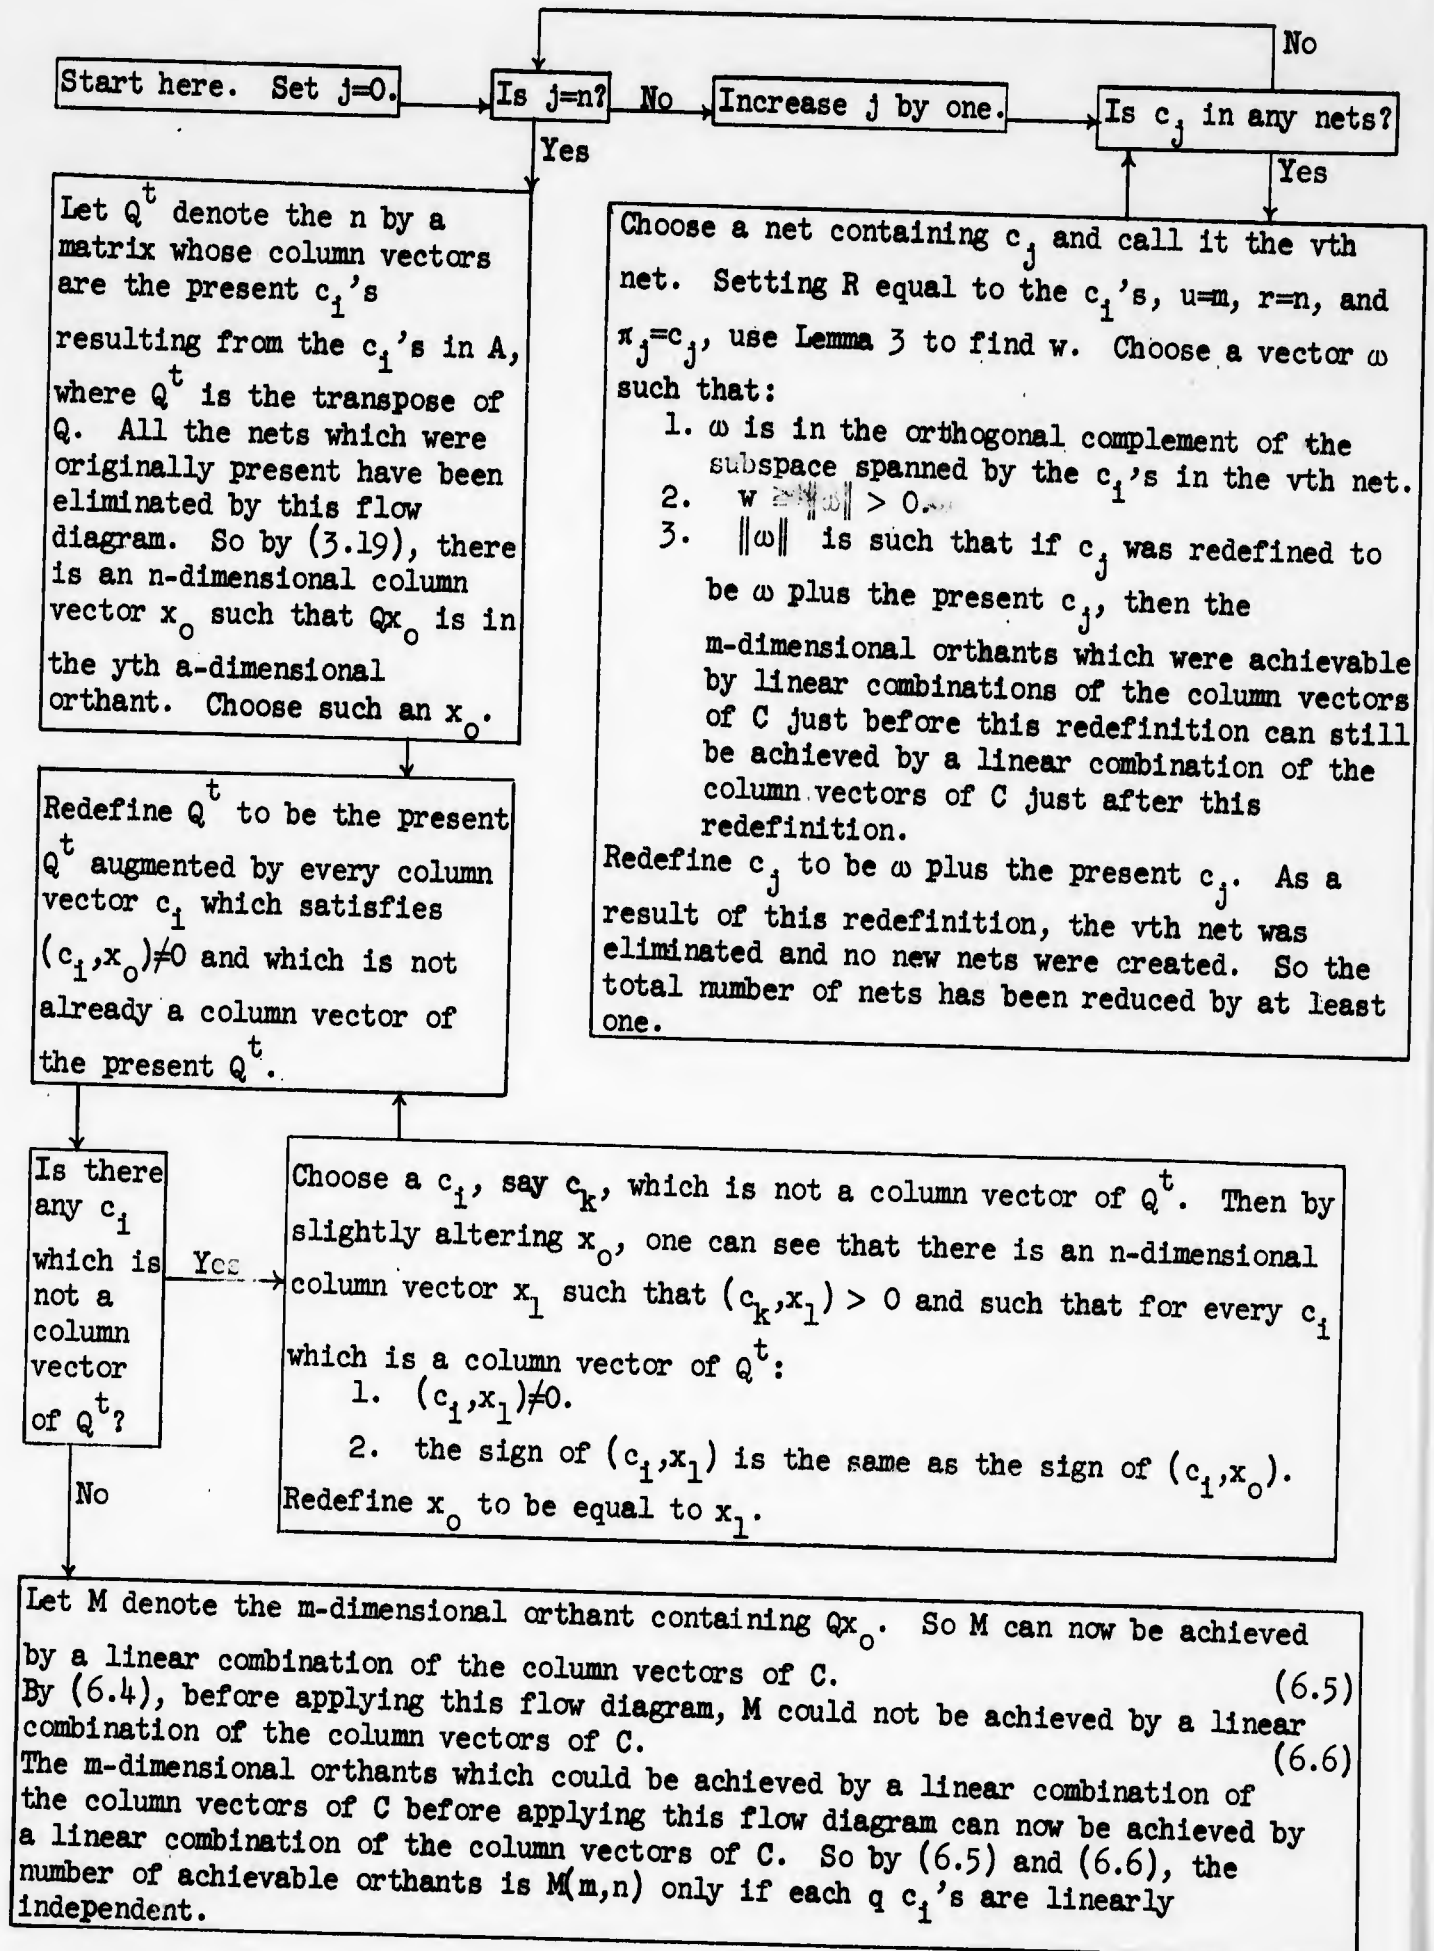 No
Start here. Set j=0.
Is j=n?
No
Increase j by one.
Is c_j in any nets?
Yes
Yes
Let Q^t denote the n by a
matrix whose column vectors
are the present c_i's
resulting from the c_i's in A,
where Q^t is the transpose of
Q. All the nets which were
originally present have been
eliminated by this flow
diagram. So by (3.19), there
is an n-dimensional column
vector x_o such that Qx_o is in
the yth a-dimensional
orthant. Choose such an x_o.
Choose a net containing c_j and call it the vth
net. Setting R equal to the c_i's, u=m, r=n, and
π_j=c_j, use Lemma 3 to find w. Choose a vector ω
such that:
1. ω is in the orthogonal complement of the
subspace spanned by the c_i's in the vth net.
2. w ≥ ‖ω‖ > 0.
3. ‖ω‖ is such that if c_j was redefined to
be ω plus the present c_j, then the
m-dimensional orthants which were achievable
by linear combinations of the column vectors
of C just before this redefinition can still
be achieved by a linear combination of the
column vectors of C just after this
redefinition.
Redefine c_j to be ω plus the present c_j. As a
result of this redefinition, the vth net was
eliminated and no new nets were created. So the
total number of nets has been reduced by at least
one.
Redefine Q^t to be the present
Q^t augmented by every column
vector c_i which satisfies
(c_i,x_o)≠0 and which is not
already a column vector of
the present Q^t.
Is there
any c_i
which is
not a
column
vector
of Q^t?
Yes
Choose a c_i, say c_k, which is not a column vector of Q^t. Then by
slightly altering x_o, one can see that there is an n-dimensional
column vector x_1 such that (c_k,x_1) > 0 and such that for every c_i
which is a column vector of Q^t:
1. (c_i,x_1)≠0.
2. the sign of (c_i,x_1) is the same as the sign of (c_i,x_o).
Redefine x_o to be equal to x_1.
No
Let M denote the m-dimensional orthant containing Qx_o. So M can now be achieved
by a linear combination of the column vectors of C. (6.5)
By (6.4), before applying this flow diagram, M could not be achieved by a linear
combination of the column vectors of C. (6.6)
The m-dimensional orthants which could be achieved by a linear combination of
the column vectors of C before applying this flow diagram can now be achieved by
a linear combination of the column vectors of C. So by (6.5) and (6.6), the
number of achievable orthants is M(m,n) only if each q c_i's are linearly
independent.